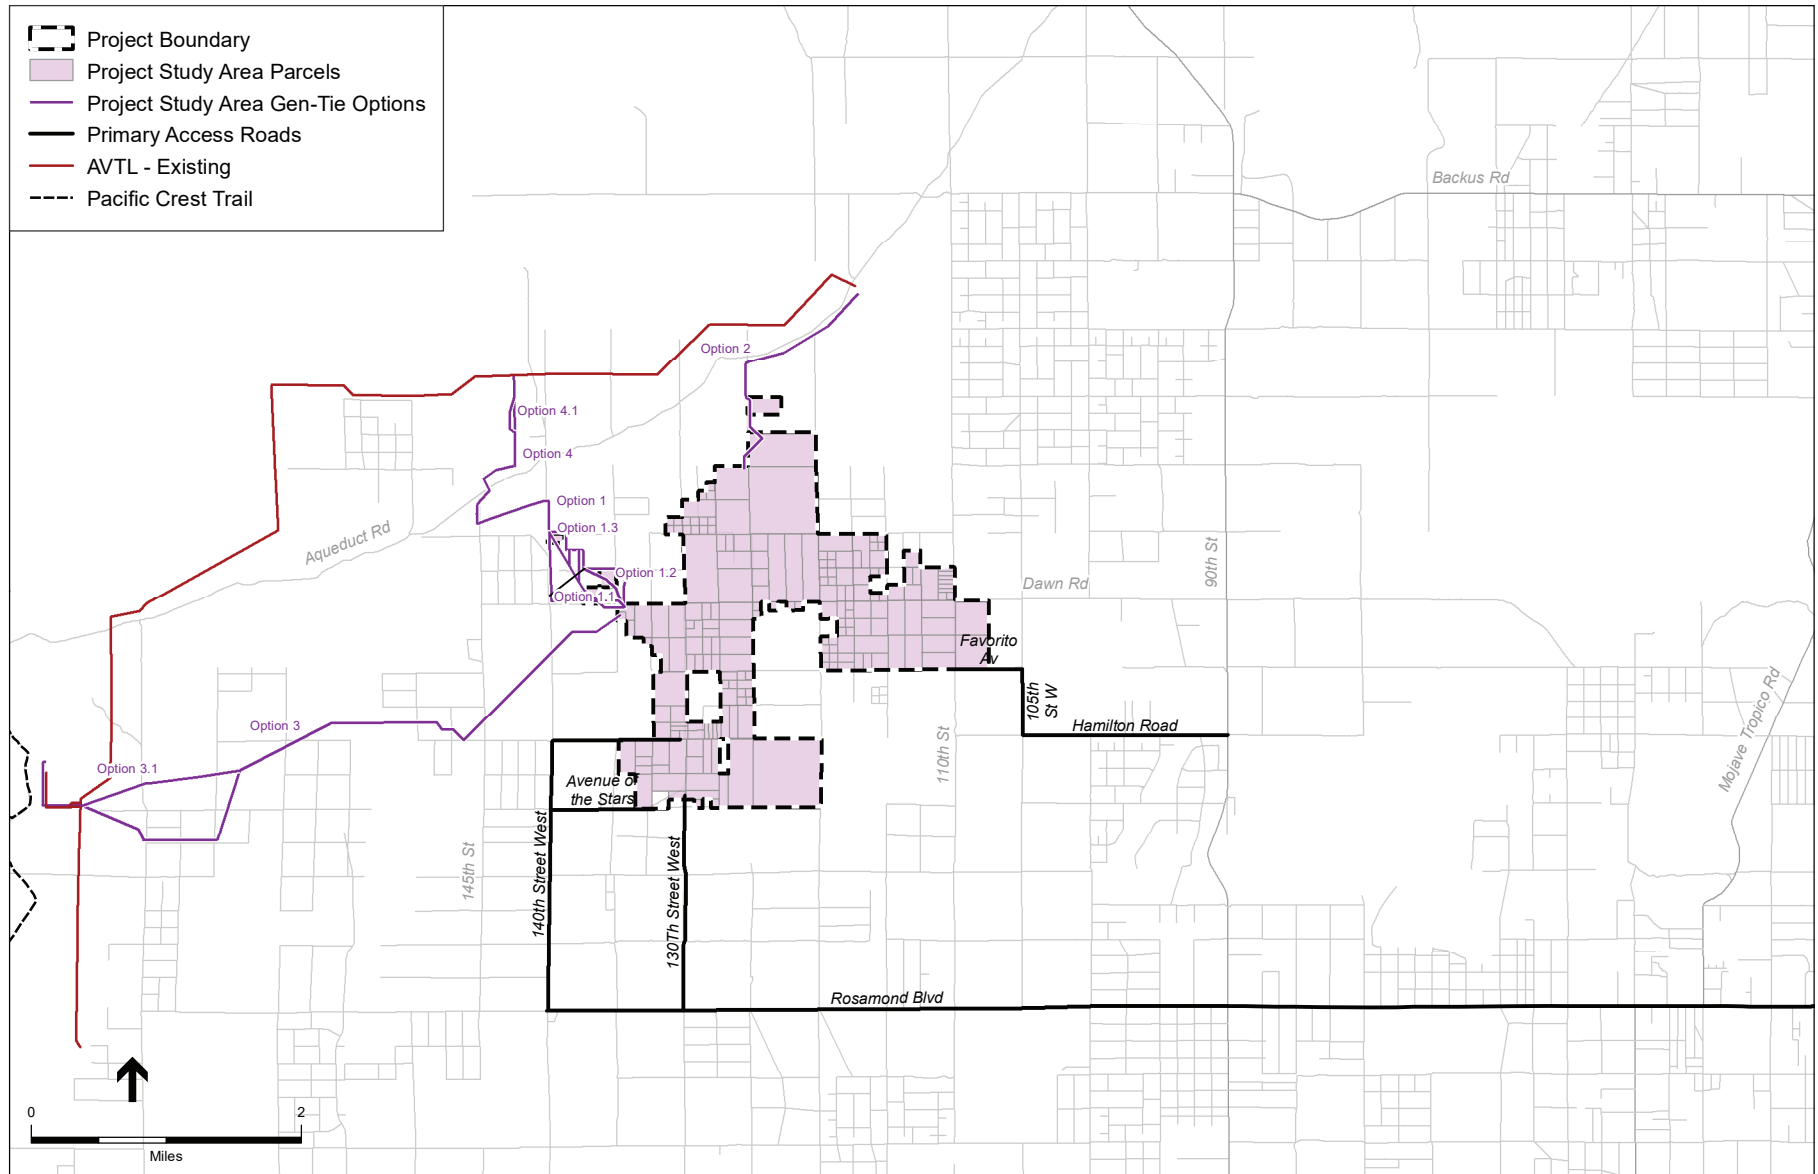 Project Boundary
Project Study Area Parcels
Project Study Area Gen-Tie Options
Primary Access Roads
AVTL - Existing
Pacific Crest Trail
Backus Rd
Option 2
Option 4.1
Option 4
Option 1
Option 1.3
Aqueduct Rd
Option 1.2
Option 1.1
Dawn Rd
90th St
Favorito
Av
105th
St W
Hamilton Road
Option 3
Option 3.1
110th St
Mojave Tropico Rd
Avenue of
the Stars
140th Street West
130Th Street West
145th St
Rosamond Blvd
0
2
Miles